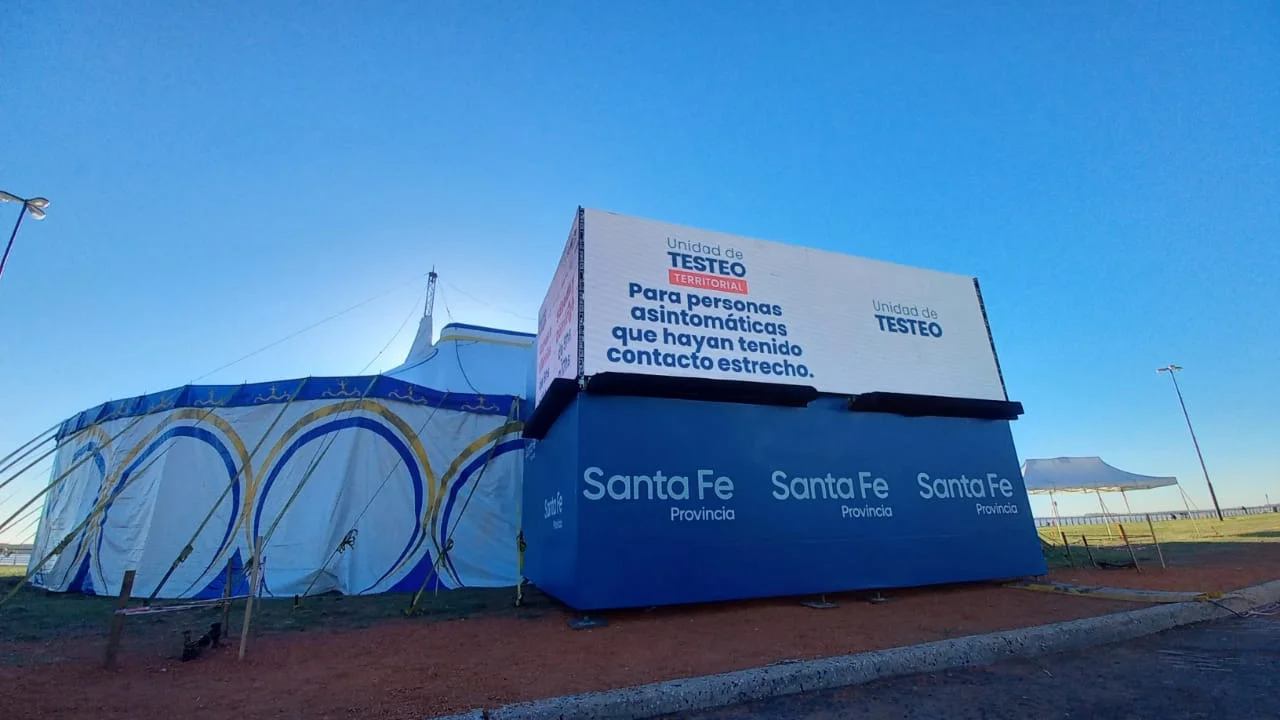 Unidad de
TESTEO
TERRITORIAL
Para personas
asintomáticas
que hayan tenido
contacto estrecho.
Unidad de
TESTEO
Santa Fe
Provincia
Santa Fe
Provincia
Santa Fe
Provincia
Santa Fe
Provincia